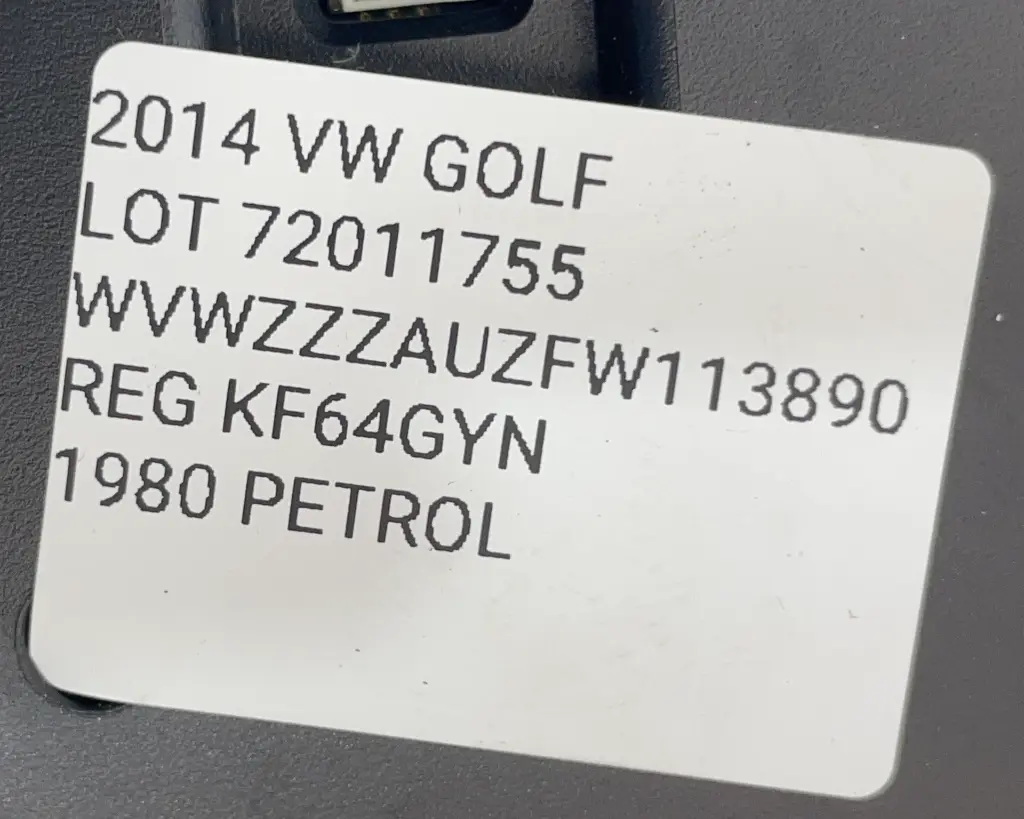 2014 VW GOLF
LOT 72011755
WVWZZZAUZFW113890
REG KF64GYN
1980 PETROL